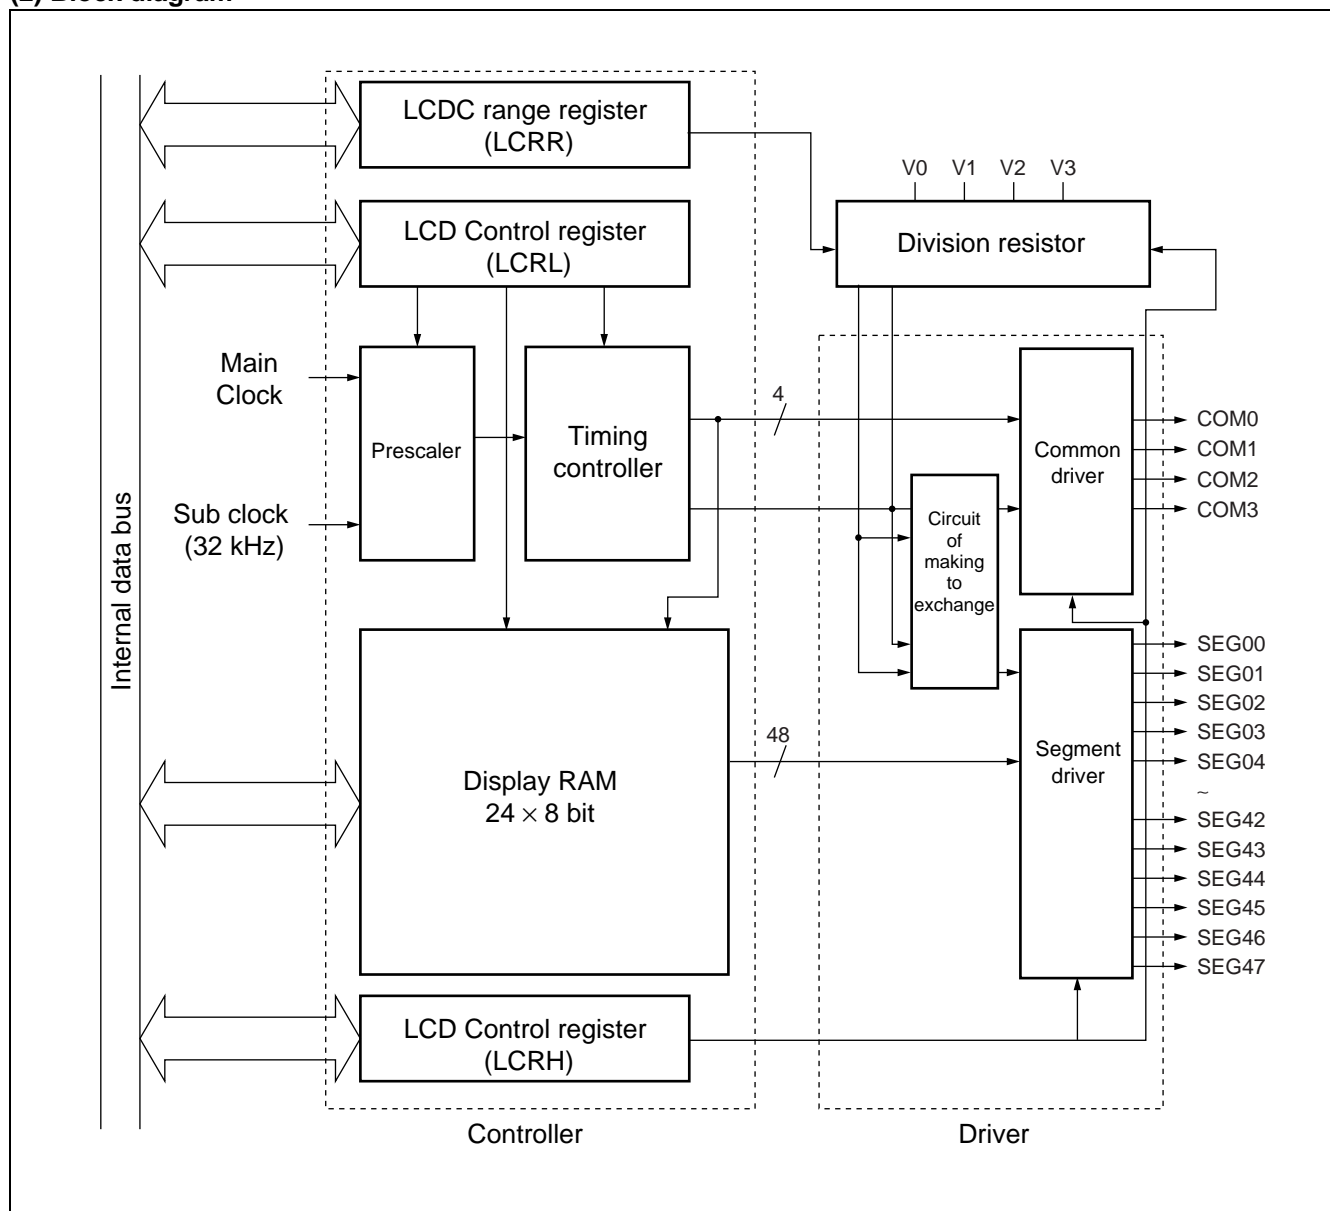 (2) Block diagram
LCDC range register
(LCRR)
V0 V1 V2 V3
LCD Control register
(LCRL)
Division resistor
Main
Clock
Prescaler
Timing
controller
4
Common
driver
COM0
COM1
COM2
COM3
Sub clock
(32 kHz)
Circuit
of
making
to
exchange
Internal data bus
Display RAM
24 × 8 bit
48
Segment
driver
SEG00
SEG01
SEG02
SEG03
SEG04
~
SEG42
SEG43
SEG44
SEG45
SEG46
SEG47
LCD Control register
(LCRH)
Controller
Driver